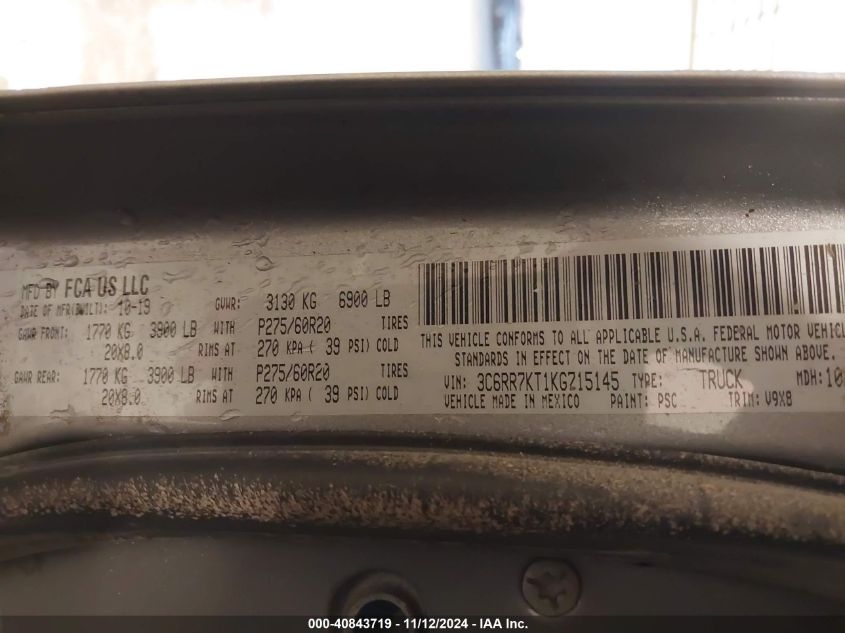 MFD BY FCA US LLC
DATE OF MFR(BUILT): 10-19 GVWR: 3130 KG 6900 LB
GAWR FRONT: 1770 KG 3900 LB WITH P275/60R20 TIRES
20X8.0 RIMS AT 270 KPA ( 39 PSI) COLD
GAWR REAR: 1770 KG 3900 LB WITH P275/60R20 TIRES
20X8.0 RIMS AT 270 KPA ( 39 PSI) COLD
THIS VEHICLE CONFORMS TO ALL APPLICABLE U.S.A. FEDERAL MOTOR VEHICL
STANDARDS IN EFFECT ON THE DATE OF MANUFACTURE SHOWN ABOVE.
VIN: 3C6RR7KT1KG215145 TYPE: TRUCK MDH: 10
VEHICLE MADE IN MEXICO PAINT: PSC TRIM: V9X8
000-40843719 - 11/12/2024 - IAA Inc.